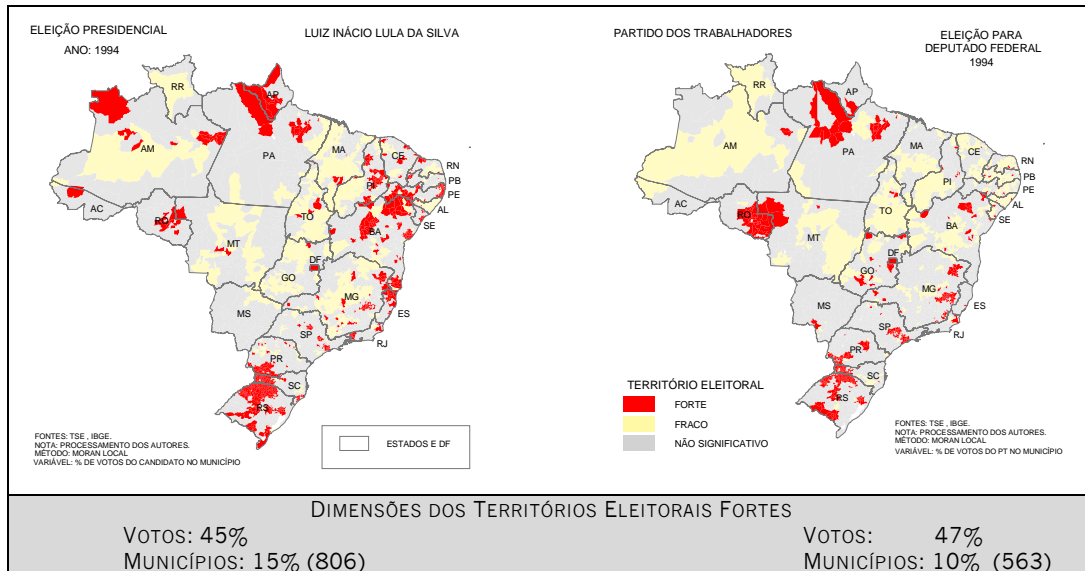 ELEIÇÃO PRESIDENCIAL
ANO: 1994
LUIZ INÁCIO LULA DA SILVA
RR
AP
AM
PA
MA
CE
RN
PB
PE
AL
SE
PI
AC
RO
TO
BA
MT
DF
GO
MG
ES
MS
SP
RJ
PR
SC
RS
FONTES: TSE , IBGE.
NOTA: PROCESSAMENTO DOS AUTORES.
MÉTODO: MORAN LOCAL
VARIÁVEL: % DE VOTOS DO CANDIDATO NO MUNICÍPIO
ESTADOS E DF
PARTIDO DOS TRABALHADORES
ELEIÇÃO PARA
DEPUTADO FEDERAL
1994
RR
AP
AM
PA
MA
CE
RN
PB
PE
AL
SE
PI
AC
RO
TO
BA
MT
DF
GO
MG
ES
MS
SP
RJ
PR
SC
RS
TERRITÓRIO ELEITORAL
FORTE
FRACO
NÃO SIGNIFICATIVO
FONTES: TSE , IBGE.
NOTA: PROCESSAMENTO DOS AUTORES.
MÉTODO: MORAN LOCAL
VARIÁVEL: % DE VOTOS DO PT NO MUNICÍPIO
DIMENSÕES DOS TERRITÓRIOS ELEITORAIS FORTES
VOTOS: 45%
MUNICÍPIOS: 15% (806)
VOTOS: 47%
MUNICÍPIOS: 10% (563)